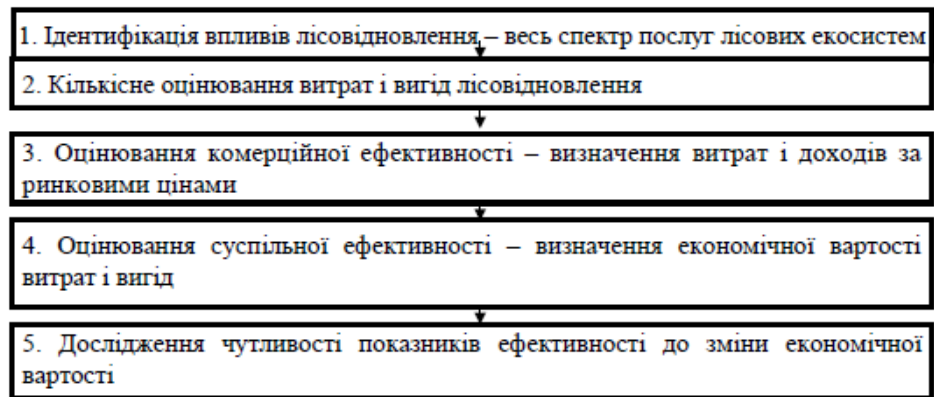 1. Ідентифікація впливів лісовідновлення – весь спектр послуг лісових екосистем
2. Кількісне оцінювання витрат і вигід лісовідновлення
3. Оцінювання комерційної ефективності – визначення витрат і доходів за
ринковими цінами
4. Оцінювання суспільної ефективності – визначення економічної вартості
витрат і вигід
5. Дослідження чутливості показників ефективності до зміни економічної
вартості